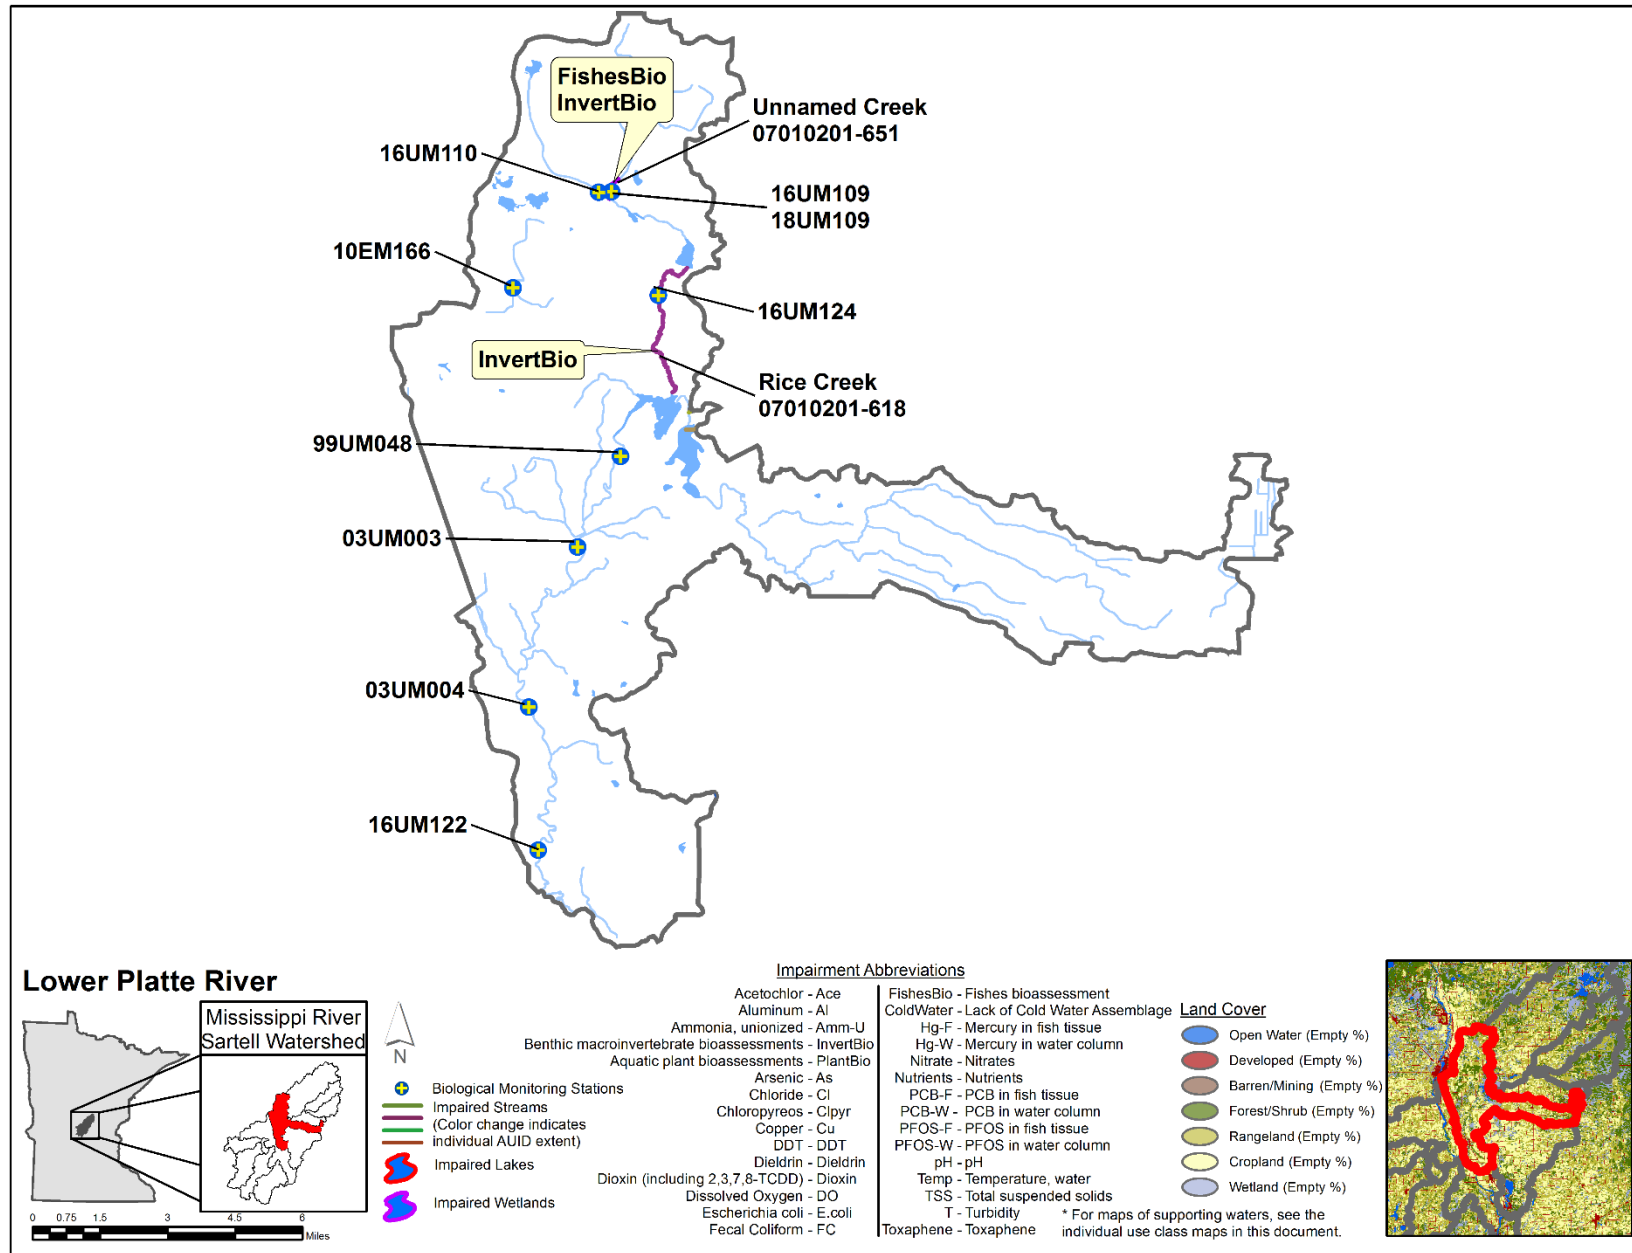 FishesBio
InvertBio
Unnamed Creek
07010201-651
16UM110
16UM109
18UM109
10EM166
16UM124
InvertBio
Rice Creek
07010201-618
99UM048
03UM003
03UM004
16UM122
Lower Platte River
Mississippi River
Sartell Watershed
0 0.75 1.5 3 4.5 6
Miles
N
Biological Monitoring Stations
Impaired Streams
(Color change indicates
individual AUID extent)
Impaired Lakes
Impaired Wetlands
Impairment Abbreviations
Acetochlor - Ace
Aluminum - Al
Ammonia, unionized - Amm-U
Benthic macroinvertebrate bioassessments - InvertBio
Aquatic plant bioassessments - PlantBio
Arsenic - As
Chloride - Cl
Chloropyreos - Clpyr
Copper - Cu
DDT - DDT
Dieldrin - Dieldrin
Dioxin (including 2,3,7,8-TCDD) - Dioxin
Dissolved Oxygen - DO
Escherichia coli - E.coli
Fecal Coliform - FC
FishesBio - Fishes bioassessment
ColdWater - Lack of Cold Water Assemblage
Hg-F - Mercury in fish tissue
Hg-W - Mercury in water column
Nitrate - Nitrates
Nutrients - Nutrients
PCB-F - PCB in fish tissue
PCB-W - PCB in water column
PFOS-F - PFOS in fish tissue
PFOS-W - PFOS in water column
pH - pH
Temp - Temperature, water
TSS - Total suspended solids
T - Turbidity
Toxaphene - Toxaphene
Land Cover
Open Water (Empty %)
Developed (Empty %)
Barren/Mining (Empty %)
Forest/Shrub (Empty %)
Rangeland (Empty %)
Cropland (Empty %)
Wetland (Empty %)
* For maps of supporting waters, see the
individual use class maps in this document.